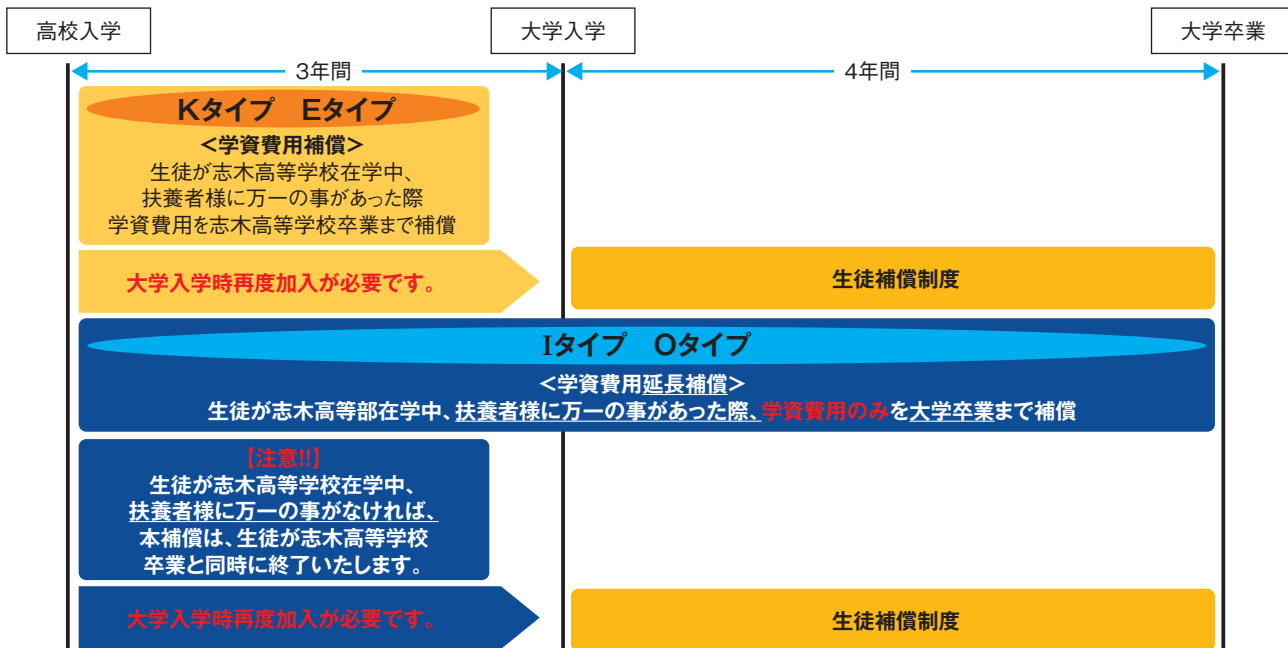 高校入学
大学入学
大学卒業
3年間
4年間
Kタイプ　Eタイプ
＜学資費用補償＞
生徒が志木高等学校在学中、
扶養者様に万一の事があった際
学資費用を志木高等学校卒業まで補償
大学入学時再度加入が必要です。
生徒補償制度
Iタイプ　Oタイプ
＜学資費用延長補償＞
生徒が志木高等部在学中、扶養者様に万一の事があった際、学資費用のみを大学卒業まで補償
【注意!!】
生徒が志木高等学校在学中、
扶養者様に万一の事がなければ、
本補償は、生徒が志木高等学校
卒業と同時に終了いたします。
大学入学時再度加入が必要です。
生徒補償制度